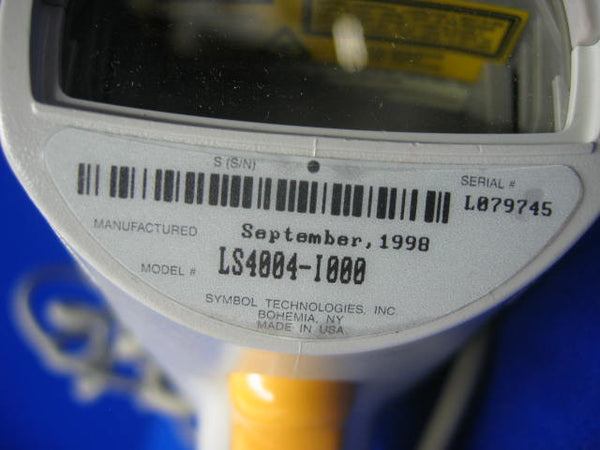 S (S/N)
SERIAL #
L079745
MANUFACTURED September, 1998
MODEL # LS4004-I000
SYMBOL TECHNOLOGIES, INC
BOHEMIA, NY
MADE IN USA